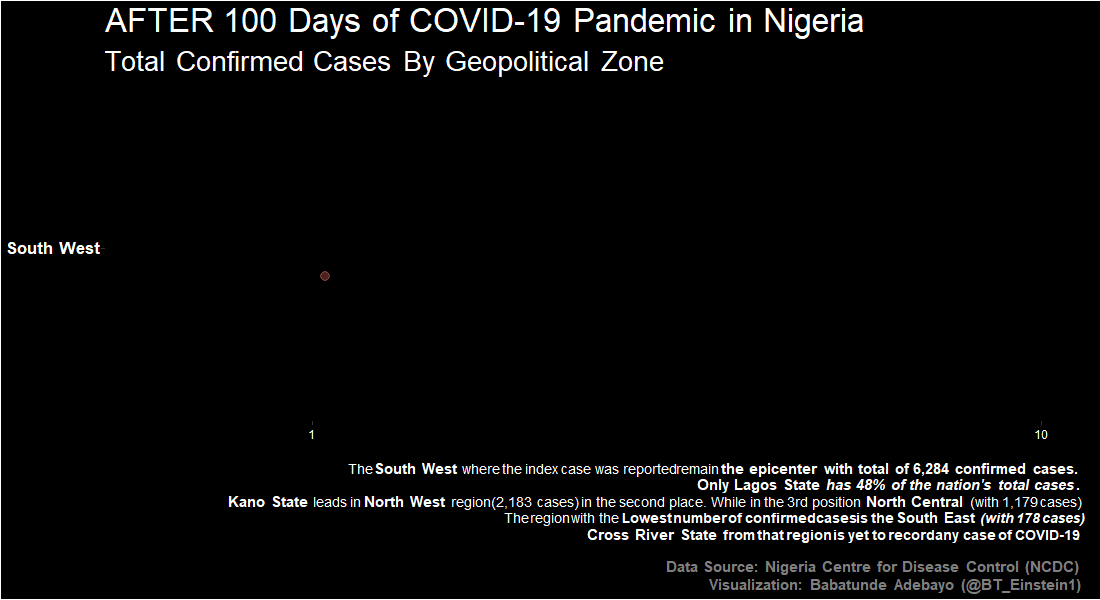 AFTER 100 Days of COVID-19 Pandemic in Nigeria
Total Confirmed Cases By Geopolitical Zone
South West
1
10
The South West where the index case was reportedremain the epicenter with total of 6,284 confirmed cases.
Only Lagos State has 48% of the nation's total cases.
Kano State leads in North West region(2,183 cases) in the second place. While in the 3rd position North Central (with 1,179 cases)
The region with the Lowest number of confirmed cases is the South East (with 178 cases)
Cross River State from that region is yet to record any case of COVID-19
Data Source: Nigeria Centre for Disease Control (NCDC)
Visualization: Babatunde Adebayo (@BT_Einstein1)